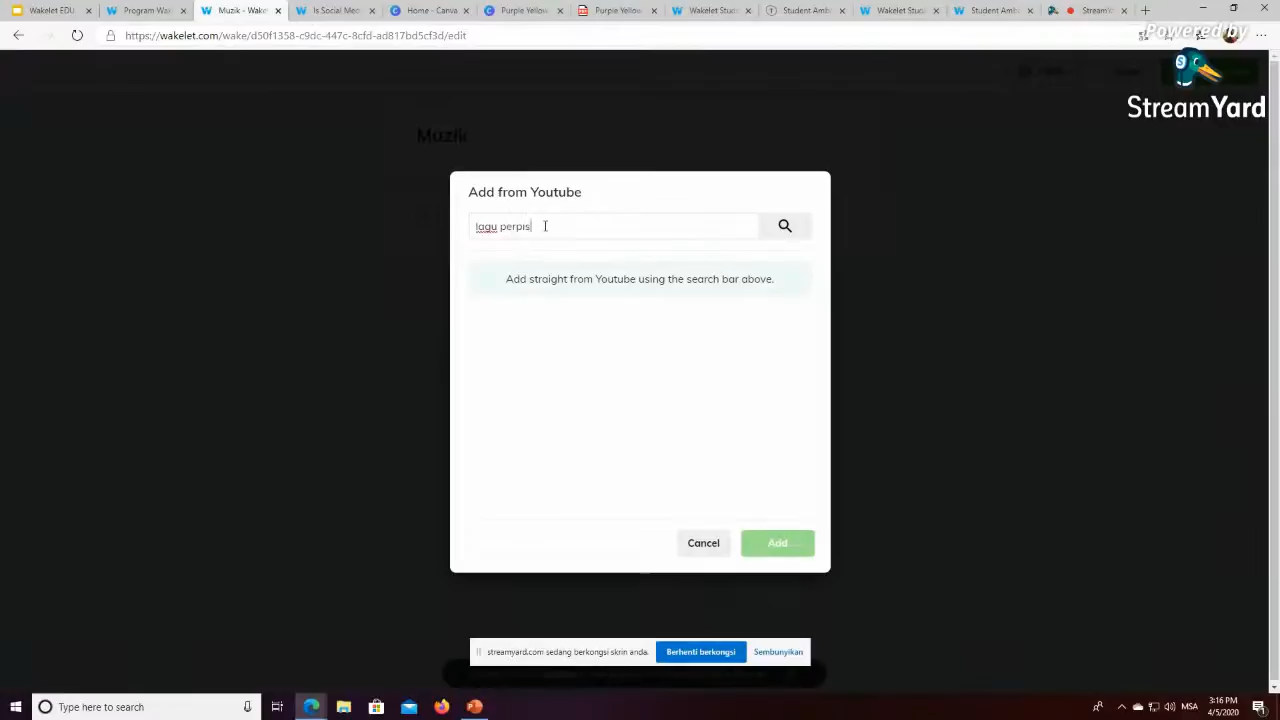 Wakelet EDU
Program Wa
Muzik - Wake
Is Social Me
Home - Canva
Purple Yellow
Purple Yellow
Wakelet Stud
Student Amb
Wakelet Stud
Student Amb
StreamY
https://wakelet.com/wake/d50f1358-c9dc-447c-8cfd-ad817bd5cf3d/edit
Powered by
StreamYard
Muzik
Add from Youtube
lagu perpis
Add straight from Youtube using the search bar above.
Cancel
Add
streamyard.com sedang berkongsi skrin anda.
Berhenti berkongsi
Sembunyikan
Type here to search
MSA
3:16 PM
4/5/2020